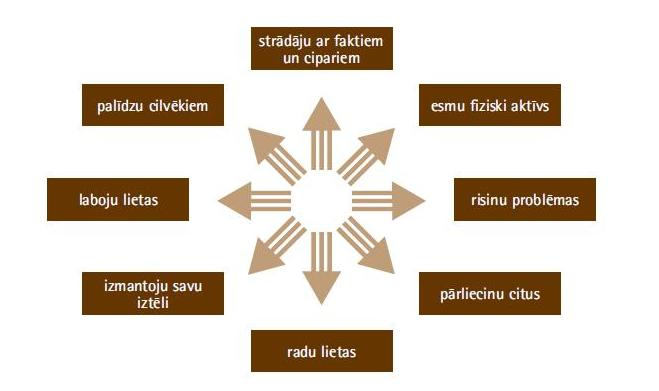 strādāju ar faktiem
un cipariem
palīdzu cilvēkiem
esmu fiziski aktīvs
laboju lietas
risinu problēmas
izmantoju savu
iztēli
pārliecinu citus
radu lietas